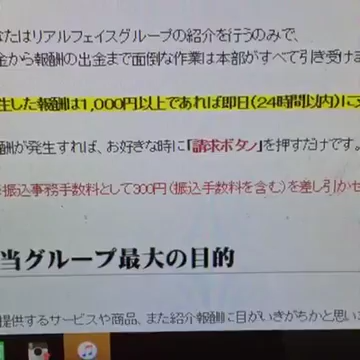 なたはリアルフェイスグループの紹介を行うのみで、
金から報酬の出金まで面倒な作業は本部がすべて引き受けま
生した報酬は1,000円以上であれば即日(24時間以内)に
酬が発生すれば、お好きな時に「請求ボタン」を押すだけです。
振込事務手数料として300円（振込手数料を含む）を差し引かせ
当グループ最大の目的
提供するサービスや商品、また紹介報酬に目がいきがちかと思い